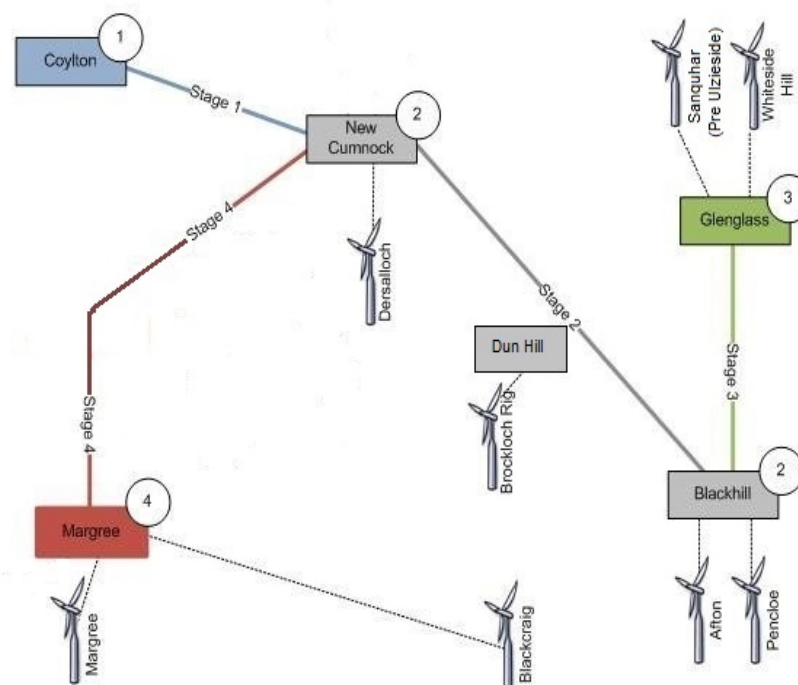 1
Coylton
Stage 1
2
New
Cumnock
Stage 4
Dersalloch
Stage 2
Sanquhar
(Pre Ulzieside)
Whiteside
Hill
3
Glenglass
Dun Hill
Brockloch Rig
Stage 3
Stage 4
2
Blackhill
4
Margree
Margree
Blackcraig
Afton
Pencloe